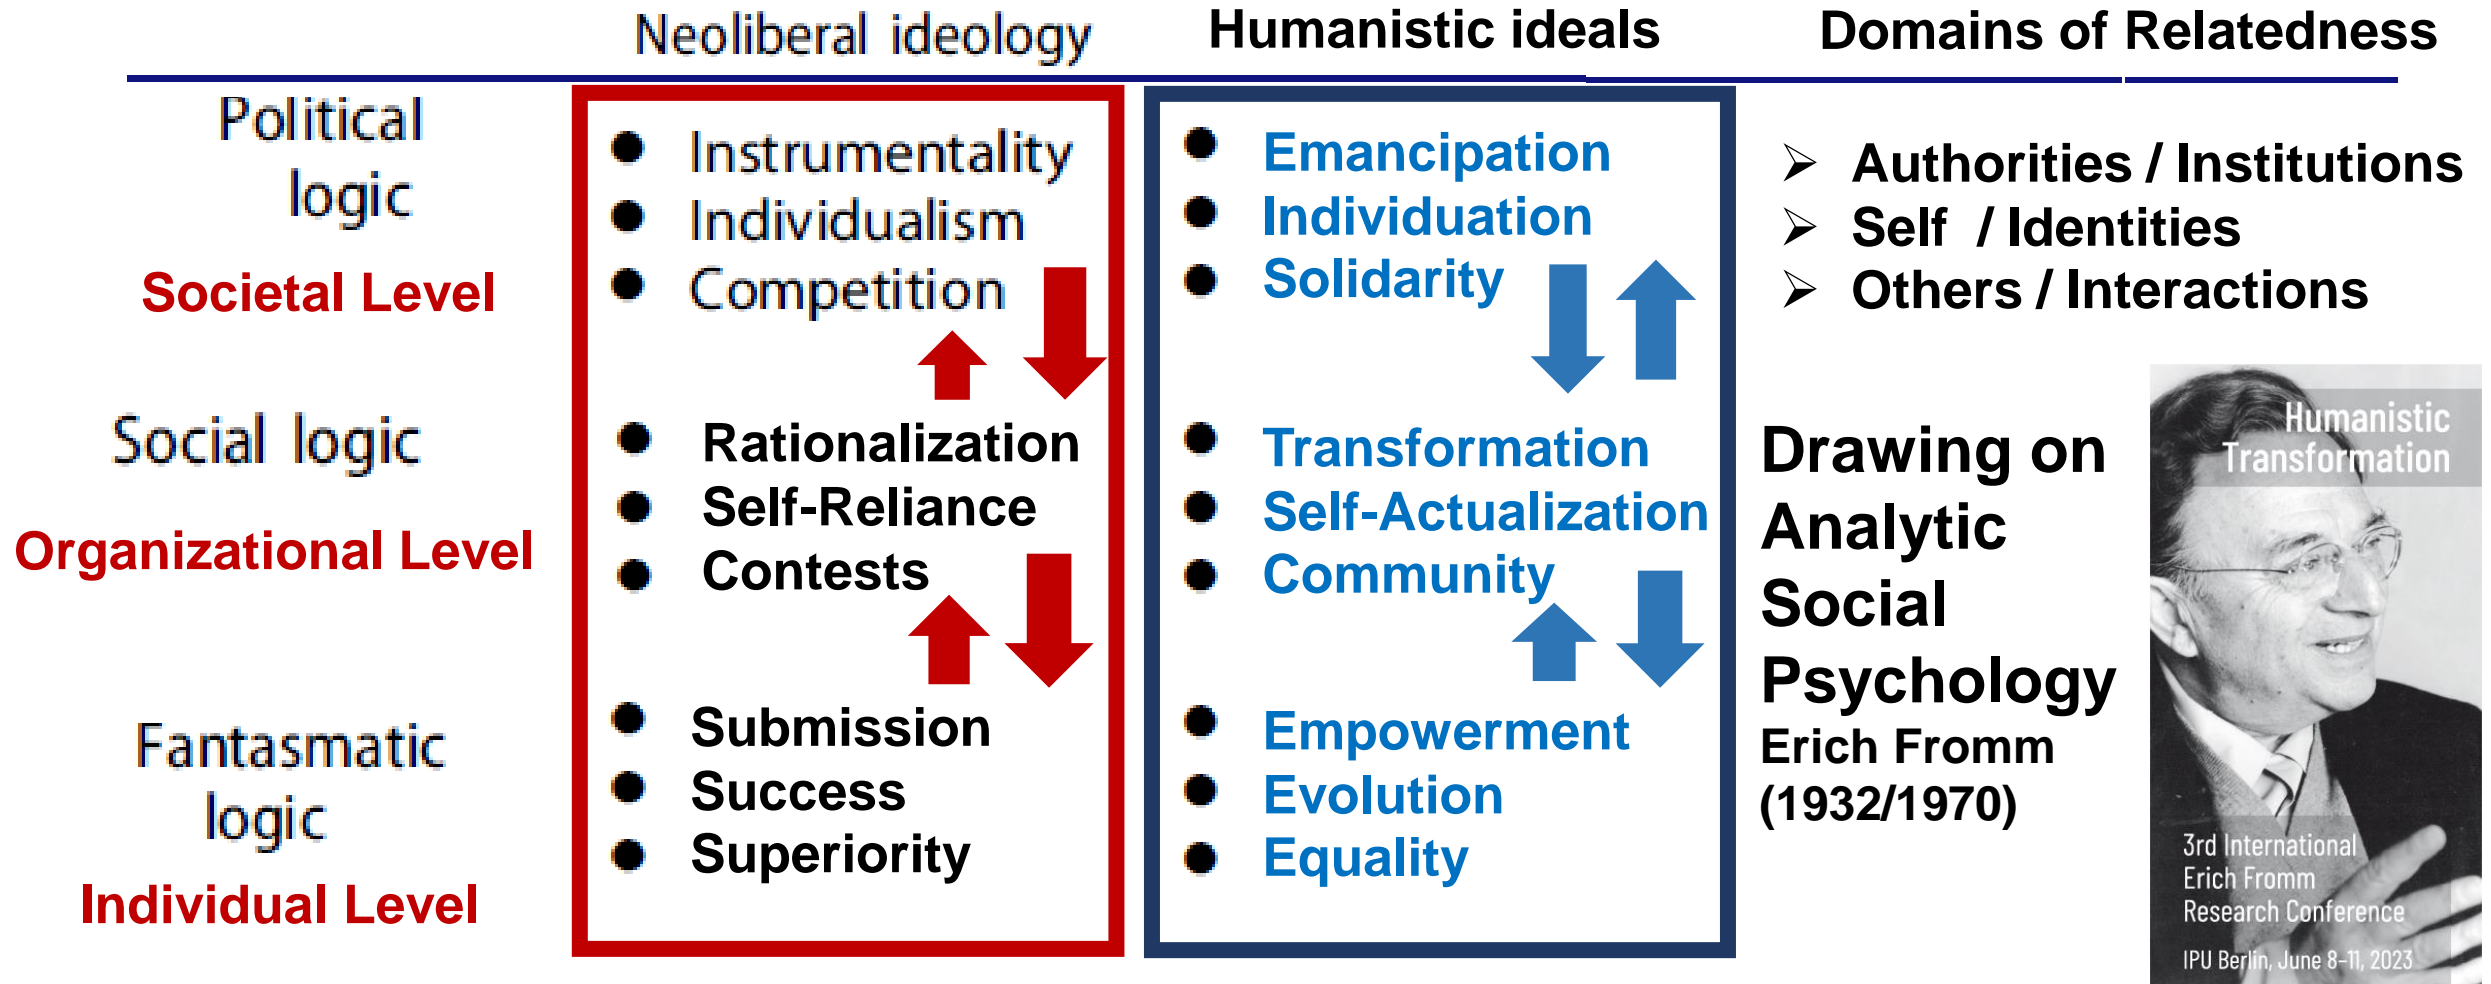 Neoliberal ideology
Humanistic ideals
Domains of Relatedness
Political
logic
Societal Level
● Instrumentality
● Individualism
● Competition
● Emancipation
● Individuation
● Solidarity
➢ Authorities / Institutions
➢ Self / Identities
➢ Others / Interactions
Social logic
Organizational Level
● Rationalization
● Self-Reliance
● Contests
● Transformation
● Self-Actualization
● Community
Fantasmatic
logic
Individual Level
● Submission
● Success
● Superiority
● Empowerment
● Evolution
● Equality
Drawing on
Analytic
Social
Psychology
Erich Fromm
(1932/1970)
Humanistic
Transformation
3rd International
Erich Fromm
Research Conference
IPU Berlin, June 8-11, 2023